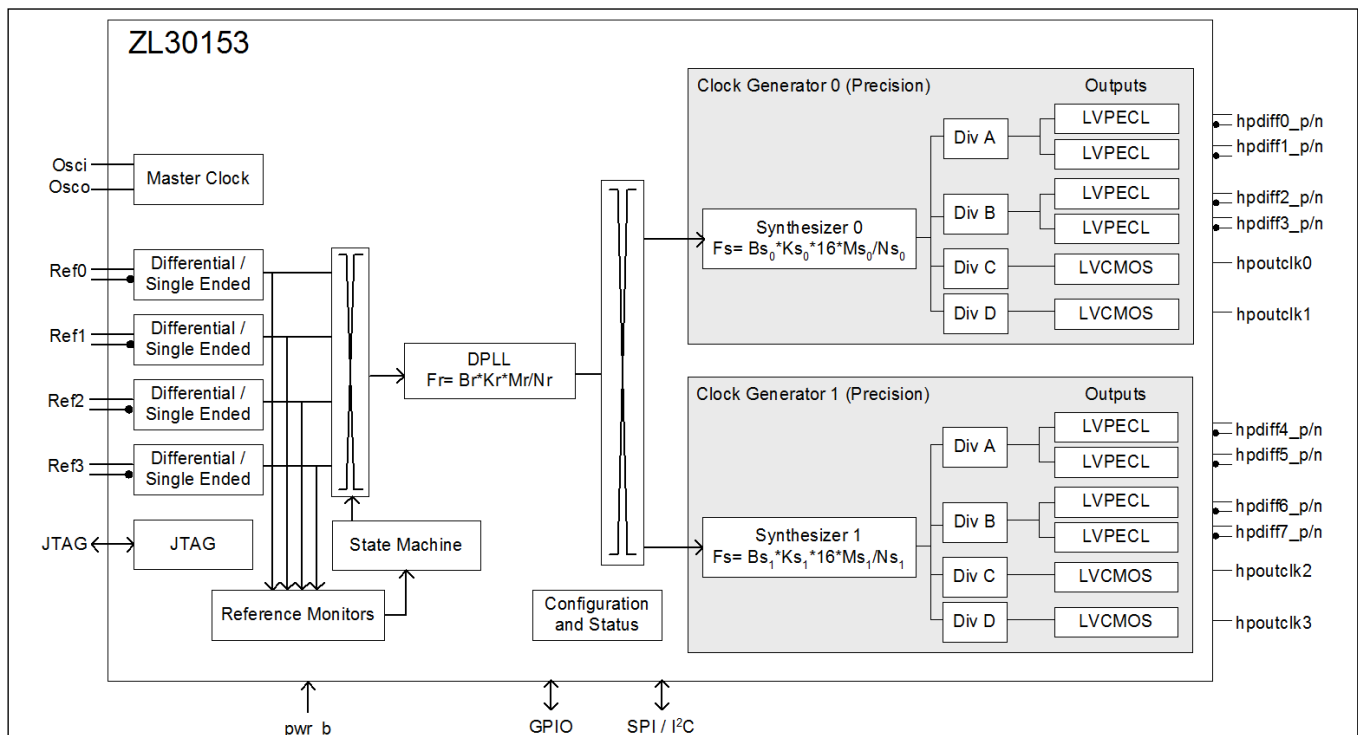 ZL30153
Osci
Osco
Master Clock
Ref0
Differential /
Single Ended
Ref1
Differential /
Single Ended
Ref2
Differential /
Single Ended
Ref3
Differential /
Single Ended
JTAG
JTAG
State Machine
Reference Monitors
DPLL
Fr= Br*Kr*Mr/Nr
Configuration
and Status
Clock Generator 0 (Precision)
Outputs
Synthesizer 0
Fs= Bs₀*Ks₀*16*Ms₀/Ns₀
Div A
LVPECL
LVPECL
Div B
LVPECL
LVPECL
Div C
LVCMOS
Div D
LVCMOS
hpdiff0_p/n
hpdiff1_p/n
hpdiff2_p/n
hpdiff3_p/n
hpoutclk0
hpoutclk1
Clock Generator 1 (Precision)
Outputs
Synthesizer 1
Fs= Bs₁*Ks₁*16*Ms₁/Ns₁
Div A
LVPECL
LVPECL
Div B
LVPECL
LVPECL
Div C
LVCMOS
Div D
LVCMOS
hpdiff4_p/n
hpdiff5_p/n
hpdiff6_p/n
hpdiff7_p/n
hpoutclk2
hpoutclk3
pwr_b
GPIO
SPI / I²C